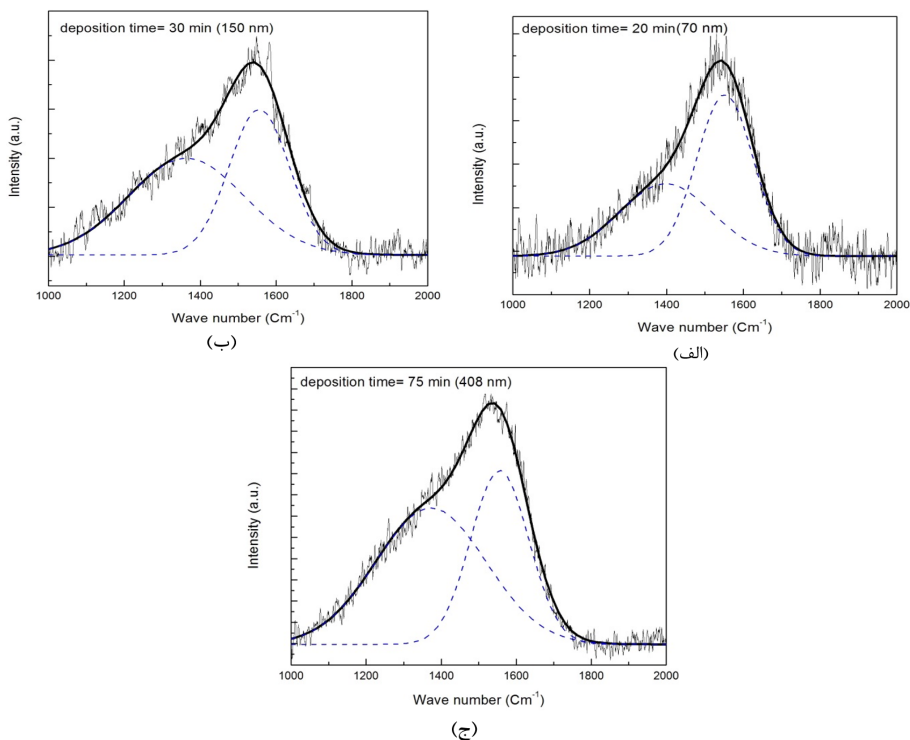 deposition time= 20 min(70 nm)
Intensity (a.u.)
1000 1200 1400 1600 1800 2000
Wave number (Cm⁻¹)
(الف)
deposition time= 30 min (150 nm)
Intensity (a.u.)
1000 1200 1400 1600 1800 2000
Wave number (Cm⁻¹)
(ب)
deposition time= 75 min (408 nm)
Intensity (a.u.)
1000 1200 1400 1600 1800 2000
Wave number (Cm⁻¹)
(ج)